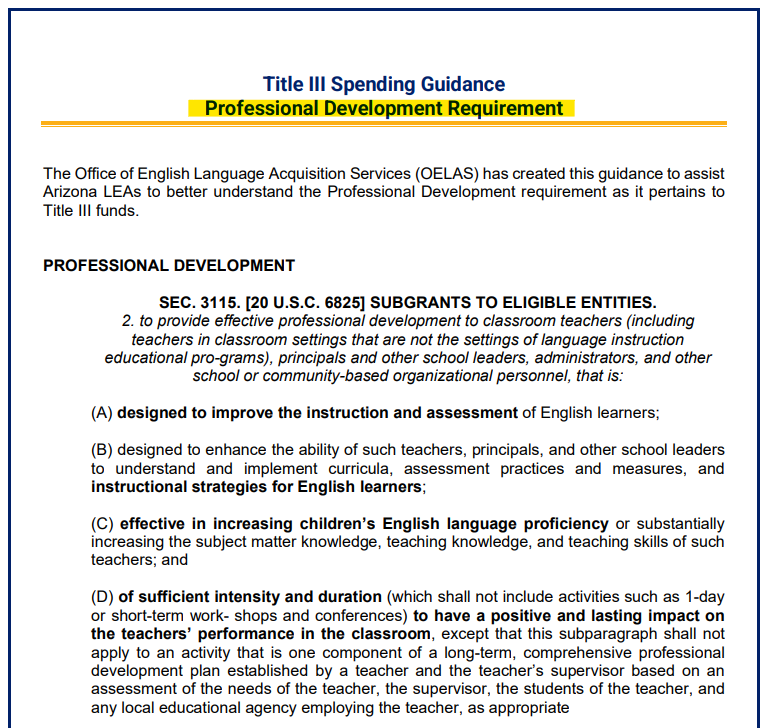 Title III Spending Guidance
Professional Development Requirement
The Office of English Language Acquisition Services (OELAS) has created this guidance to assist
Arizona LEAs to better understand the Professional Development requirement as it pertains to
Title III funds.
PROFESSIONAL DEVELOPMENT
SEC. 3115. [20 U.S.C. 6825] SUBGRANTS TO ELIGIBLE ENTITIES.
2. to provide effective professional development to classroom teachers (including
teachers in classroom settings that are not the settings of language instruction
educational pro-grams), principals and other school leaders, administrators, and other
school or community-based organizational personnel, that is:
(A) designed to improve the instruction and assessment of English learners;
(B) designed to enhance the ability of such teachers, principals, and other school leaders
to understand and implement curricula, assessment practices and measures, and
instructional strategies for English learners;
(C) effective in increasing children's English language proficiency or substantially
increasing the subject matter knowledge, teaching knowledge, and teaching skills of such
teachers; and
(D) of sufficient intensity and duration (which shall not include activities such as 1-day
or short-term work- shops and conferences) to have a positive and lasting impact on
the teachers' performance in the classroom, except that this subparagraph shall not
apply to an activity that is one component of a long-term, comprehensive professional
development plan established by a teacher and the teacher's supervisor based on an
assessment of the needs of the teacher, the supervisor, the students of the teacher, and
any local educational agency employing the teacher, as appropriate